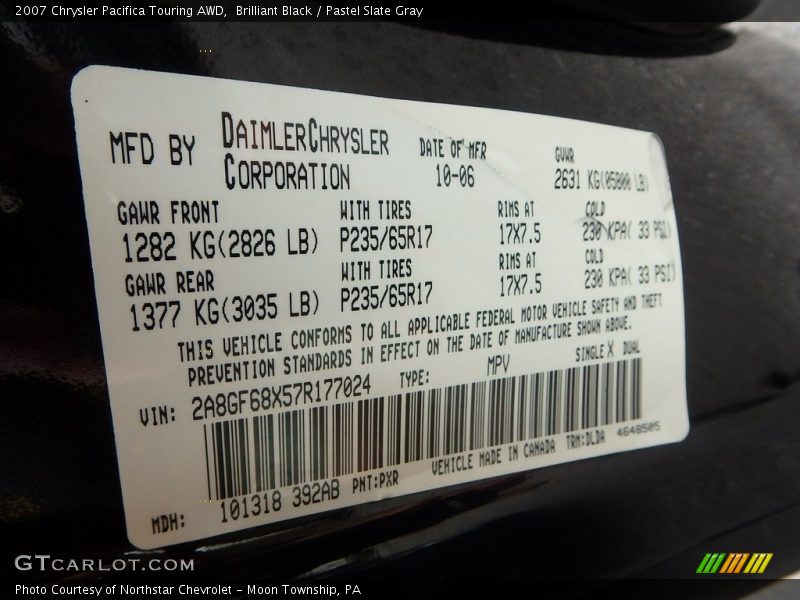 2007 Chrysler Pacifica Touring AWD,  Brilliant Black / Pastel Slate Gray
MFD BY DAIMLERCHRYSLER CORPORATION
DATE OF MFR 10-06
GVWR 2631 KG(05800 LB)
GAWR FRONT WITH TIRES RIMS AT COLD
1282 KG(2826 LB) P235/65R17 17X7.5 230 KPA( 33 PSI)
GAWR REAR WITH TIRES RIMS AT COLD
1377 KG(3035 LB) P235/65R17 17X7.5 230 KPA( 33 PSI)
THIS VEHICLE CONFORMS TO ALL APPLICABLE FEDERAL MOTOR VEHICLE SAFETY AND THEFT
PREVENTION STANDARDS IN EFFECT ON THE DATE OF MANUFACTURE SHOWN ABOVE.
VIN: 2A8GF68X57R177024 TYPE: MPV SINGLE X DUAL
MDH: 101318 392AB PNT:PXR VEHICLE MADE IN CANADA TRM:DLDA 4648505
GTCARLOT.COM
Photo Courtesy of Northstar Chevrolet - Moon Township, PA